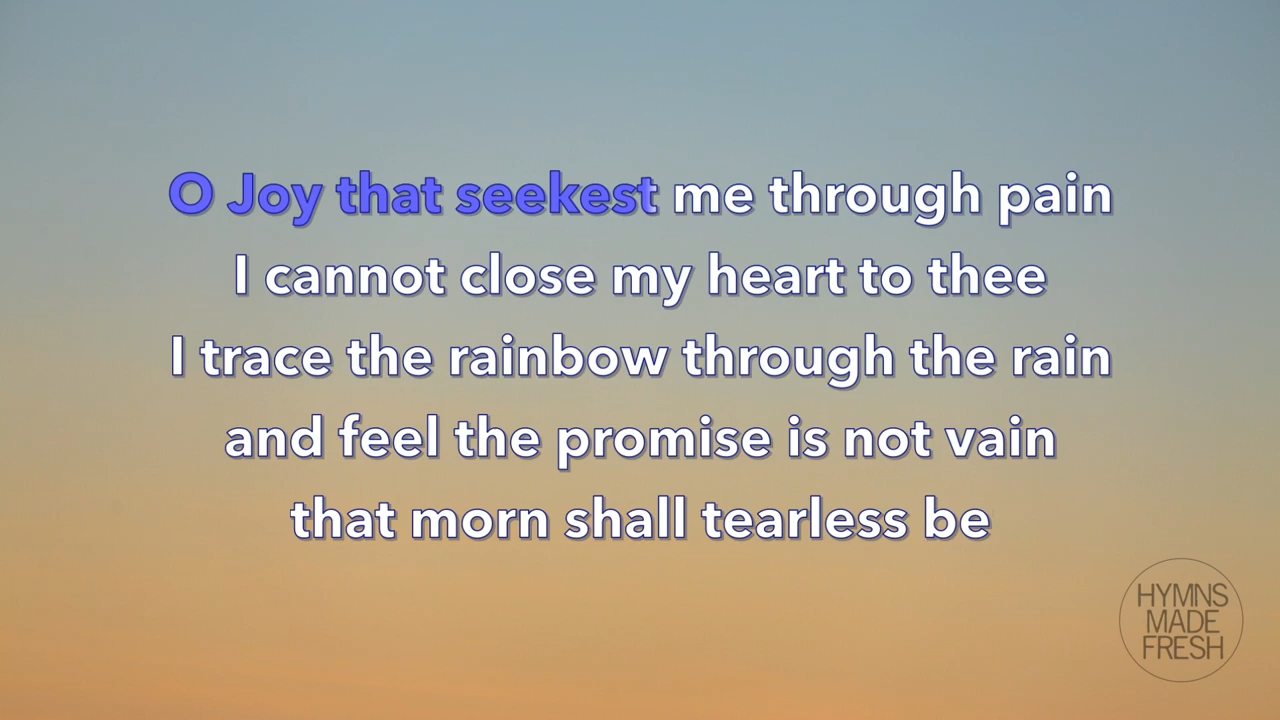 O Joy that seekest me through pain
I cannot close my heart to thee
I trace the rainbow through the rain
and feel the promise is not vain
that morn shall tearless be
HYMNS
MADE
FRESH